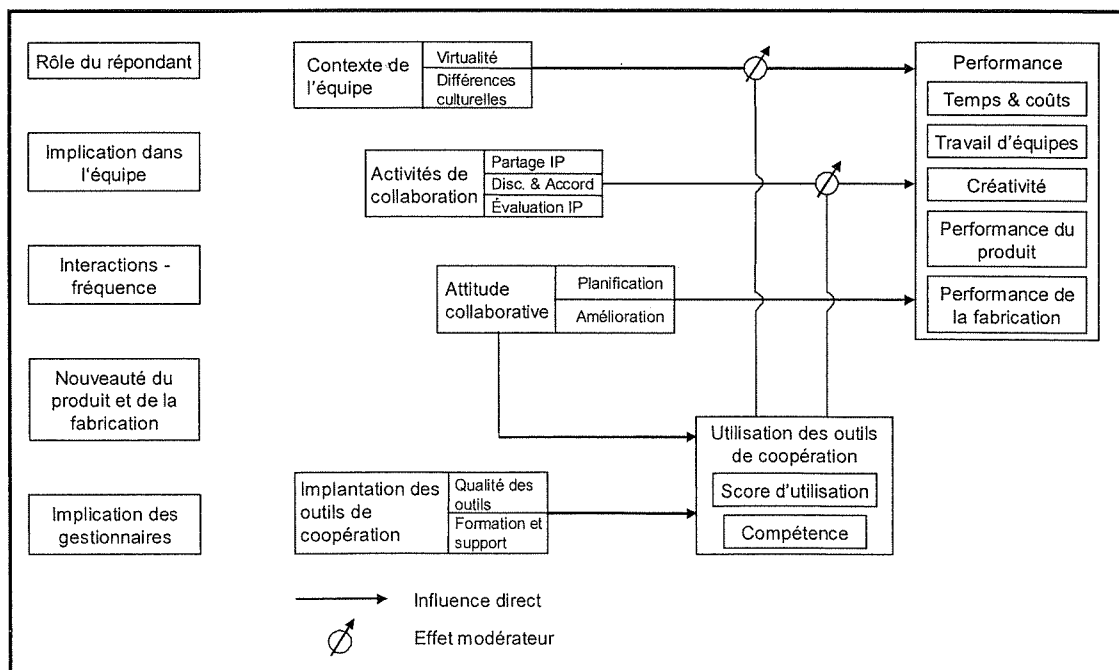 Rôle du répondant
Implication dans
l'équipe
Interactions -
fréquence
Nouveauté du
produit et de la
fabrication
Implication des
gestionnaires
Contexte de
l'équipe
Virtualité
Différences
culturelles
Activités de
collaboration
Partage IP
Disc. & Accord
Évaluation IP
Attitude
collaborative
Planification
Amélioration
Implantation des
outils de
coopération
Qualité des
outils
Formation et
support
Utilisation des outils
de coopération
Score d'utilisation
Compétence
Performance
Temps & coûts
Travail d'équipes
Créativité
Performance du
produit
Performance de
la fabrication
Influence direct
Effet modérateur